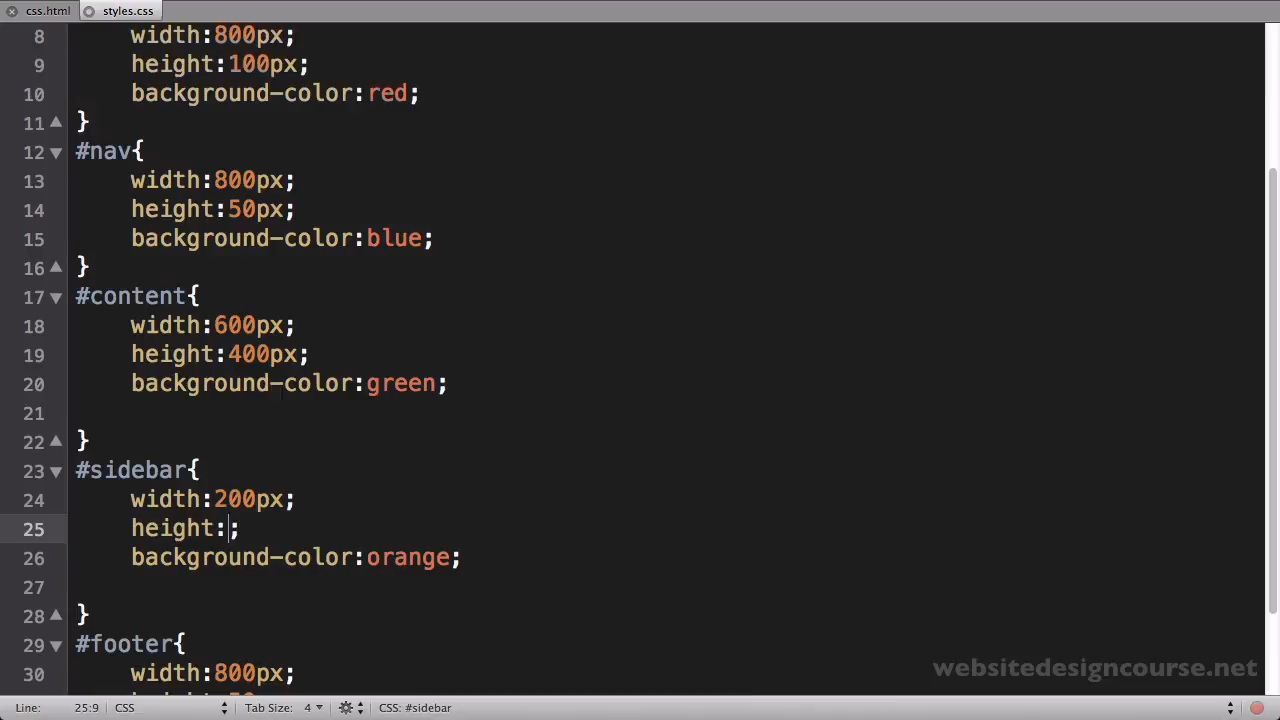 css.html styles.css
8 width:800px;
9 height:100px;
10 background-color:red;
11 }
12 #nav{
13 width:800px;
14 height:50px;
15 background-color:blue;
16 }
17 #content{
18 width:600px;
19 height:400px;
20 background-color:green;
21
22 }
23 #sidebar{
24 width:200px;
25 height:;
26 background-color:orange;
27
28 }
29 #footer{
30 width:800px;
websitedesigncourse.net
Line: 25:9 CSS Tab Size: 4 CSS: #sidebar